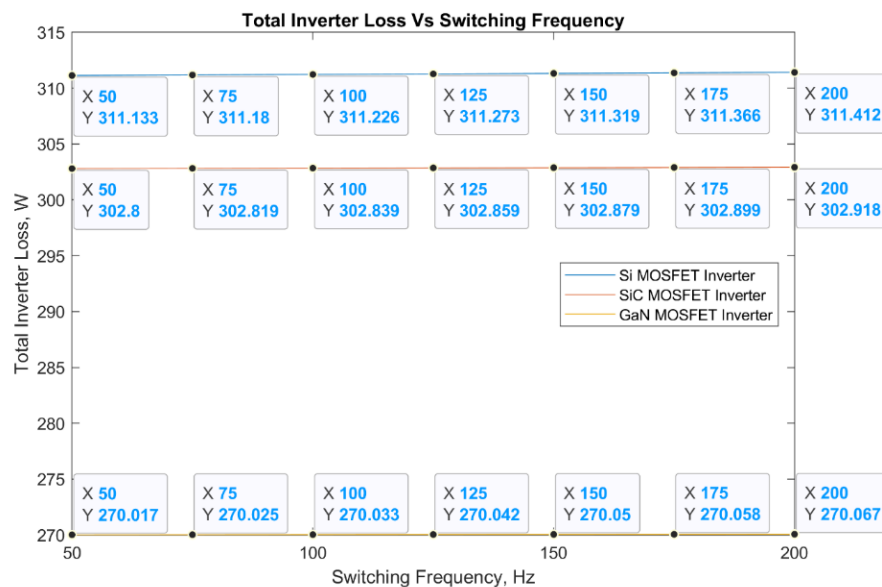 Total Inverter Loss Vs Switching Frequency
315
310
305
300
295
290
285
280
275
270
Total Inverter Loss, W
X 50
Y 311.133
X 75
Y 311.18
X 100
Y 311.226
X 125
Y 311.273
X 150
Y 311.319
X 175
Y 311.366
X 200
Y 311.412
X 50
Y 302.8
X 75
Y 302.819
X 100
Y 302.839
X 125
Y 302.859
X 150
Y 302.879
X 175
Y 302.899
X 200
Y 302.918
Si MOSFET Inverter
SiC MOSFET Inverter
GaN MOSFET Inverter
X 50
Y 270.017
X 75
Y 270.025
X 100
Y 270.033
X 125
Y 270.042
X 150
Y 270.05
X 175
Y 270.058
X 200
Y 270.067
50
100
150
200
Switching Frequency, Hz